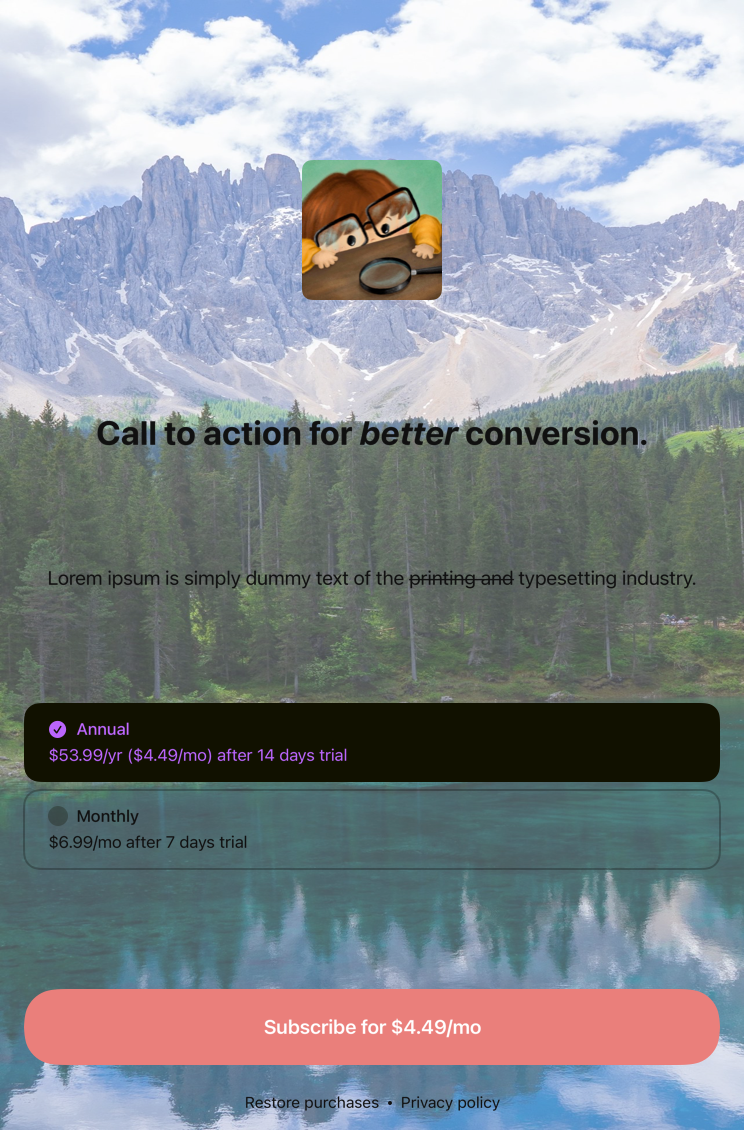 Call to action for better conversion.
Lorem ipsum is simply dummy text of the printing and typesetting industry.
Annual
$53.99/yr ($4.49/mo) after 14 days trial
Monthly
$6.99/mo after 7 days trial
Subscribe for $4.49/mo
Restore purchases • Privacy policy